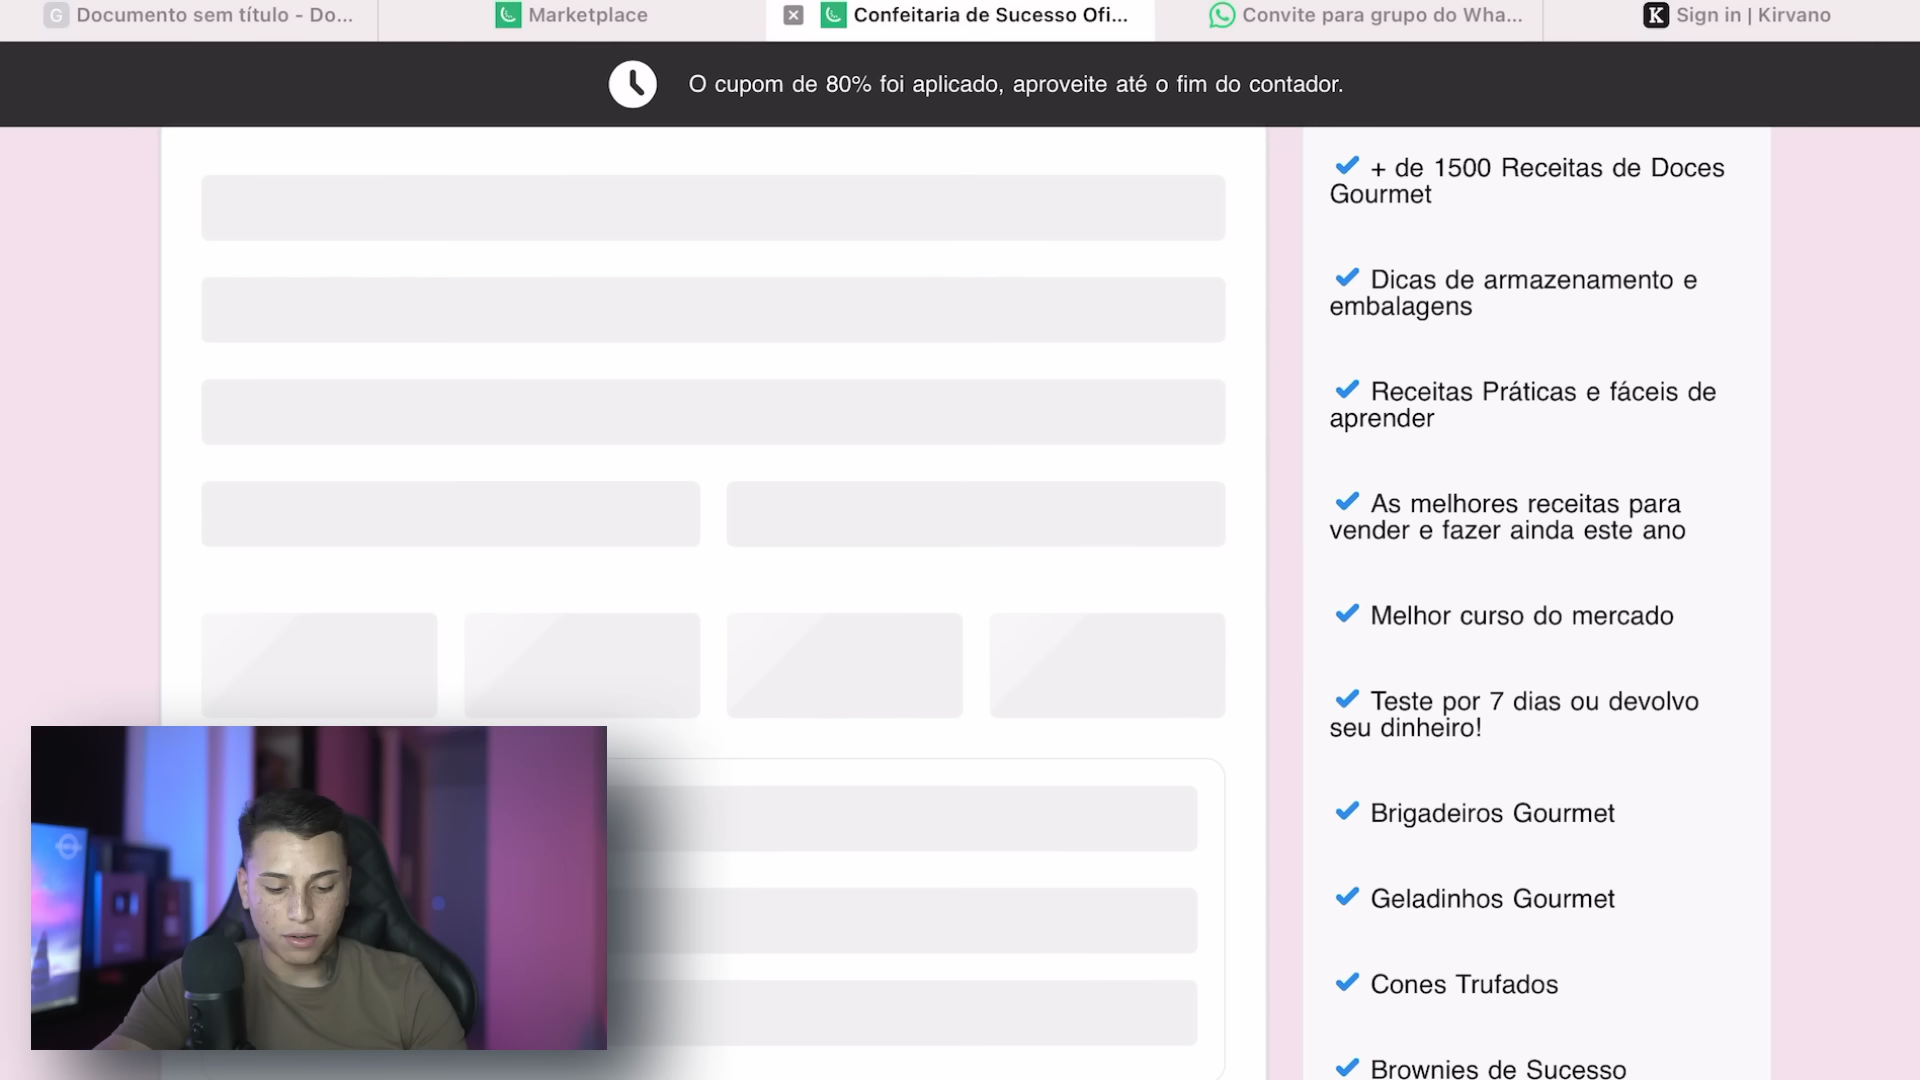 Documento sem título - Do...
Marketplace
Confeitaria de Sucesso Ofi...
Convite para grupo do Wha...
Sign in | Kirvano
O cupom de 80% foi aplicado, aproveite até o fim do contador.
+ de 1500 Receitas de Doces
Gourmet
Dicas de armazenamento e
embalagens
Receitas Práticas e fáceis de
aprender
As melhores receitas para
vender e fazer ainda este ano
Melhor curso do mercado
Teste por 7 dias ou devolvo
seu dinheiro!
Brigadeiros Gourmet
Geladinhos Gourmet
Cones Trufados
Brownies de Sucesso